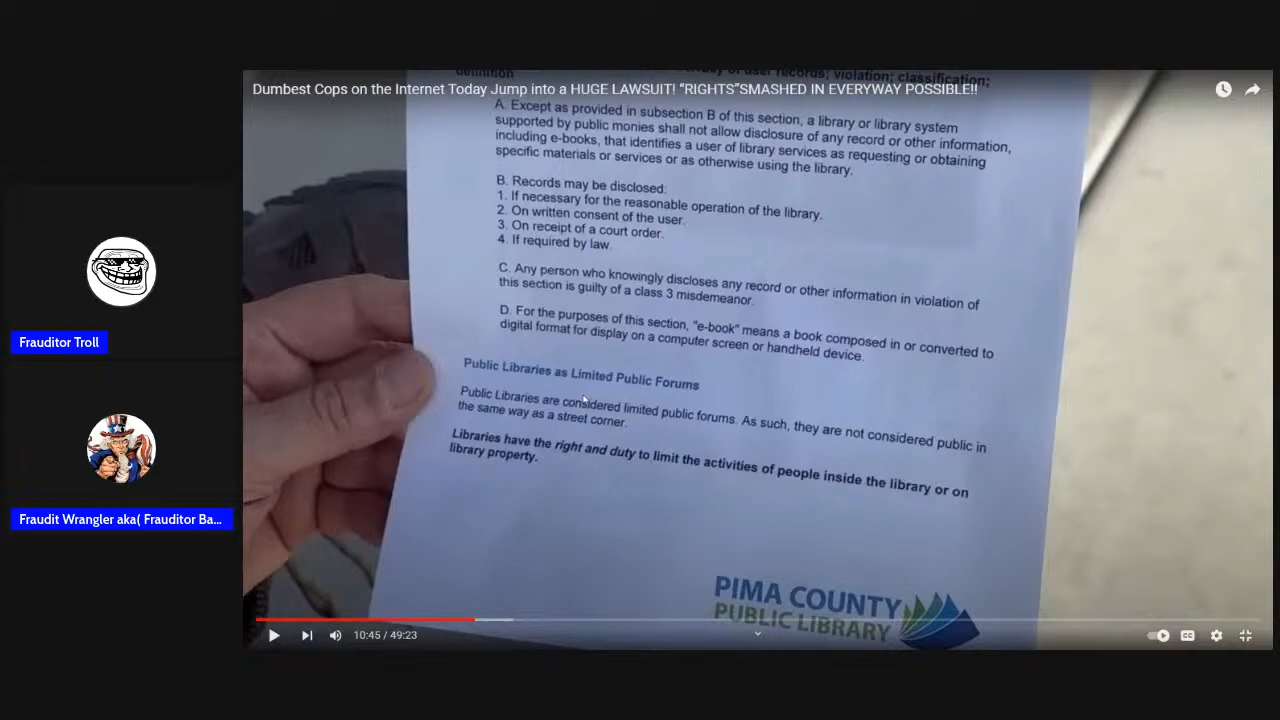 definition
user records; violation; classification;
Dumbest Cops on the Internet Today Jump into a HUGE LAWSUIT! “RIGHTS”SMASHED IN EVERYWAY POSSIBLE!!
A. Except as provided in subsection B of this section, a library or library system
supported by public monies shall not allow disclosure of any record or other information,
including e-books, that identifies a user of library services as requesting or obtaining
specific materials or services or as otherwise using the library.
B. Records may be disclosed:
1. If necessary for the reasonable operation of the library.
2. On written consent of the user.
3. On receipt of a court order.
4. If required by law.
C. Any person who knowingly discloses any record or other information in violation of
this section is guilty of a class 3 misdemeanor.
D. For the purposes of this section, "e-book" means a book composed in or converted to
digital format for display on a computer screen or handheld device.
Public Libraries as Limited Public Forums
Public Libraries are considered limited public forums. As such, they are not considered public in
the same way as a street corner.
Libraries have the right and duty to limit the activities of people inside the library or on
library property.
PIMA COUNTY
PUBLIC LIBRARY
Frauditor Troll
Fraudit Wrangler aka( Frauditor Ba...
10:45 / 49:23
CC